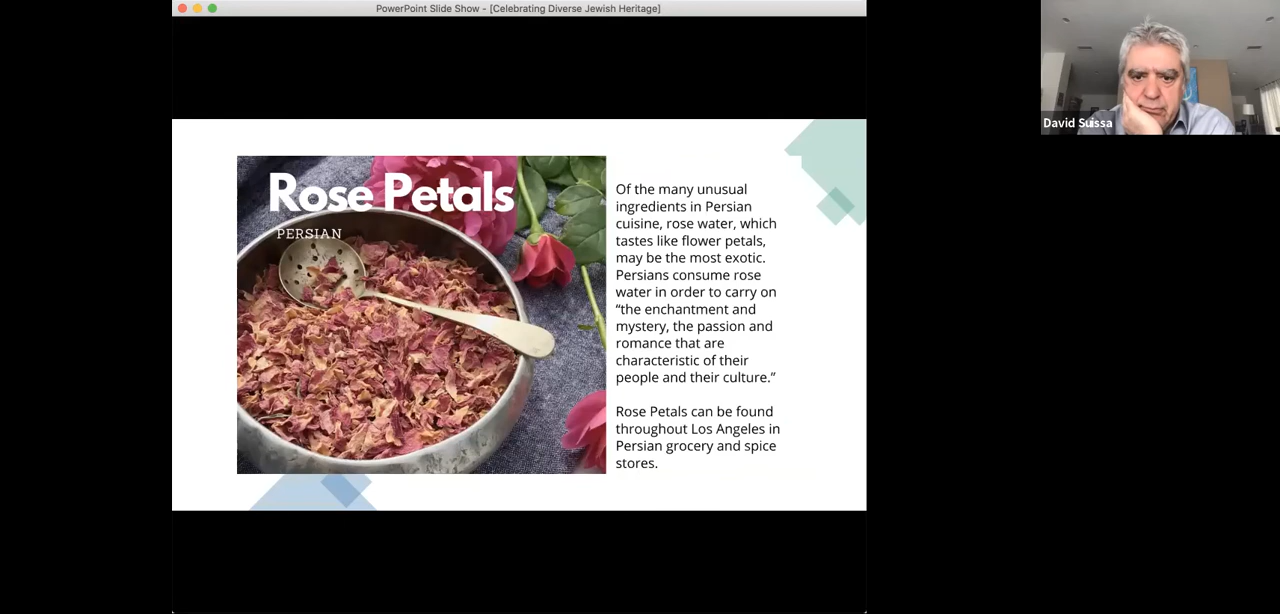 PowerPoint Slide Show - [Celebrating Diverse Jewish Heritage]
Rose Petals
PERSIAN
Of the many unusual
ingredients in Persian
cuisine, rose water, which
tastes like flower petals,
may be the most exotic.
Persians consume rose
water in order to carry on
“the enchantment and
mystery, the passion and
romance that are
characteristic of their
people and their culture.”
Rose Petals can be found
throughout Los Angeles in
Persian grocery and spice
stores.
David Suissa